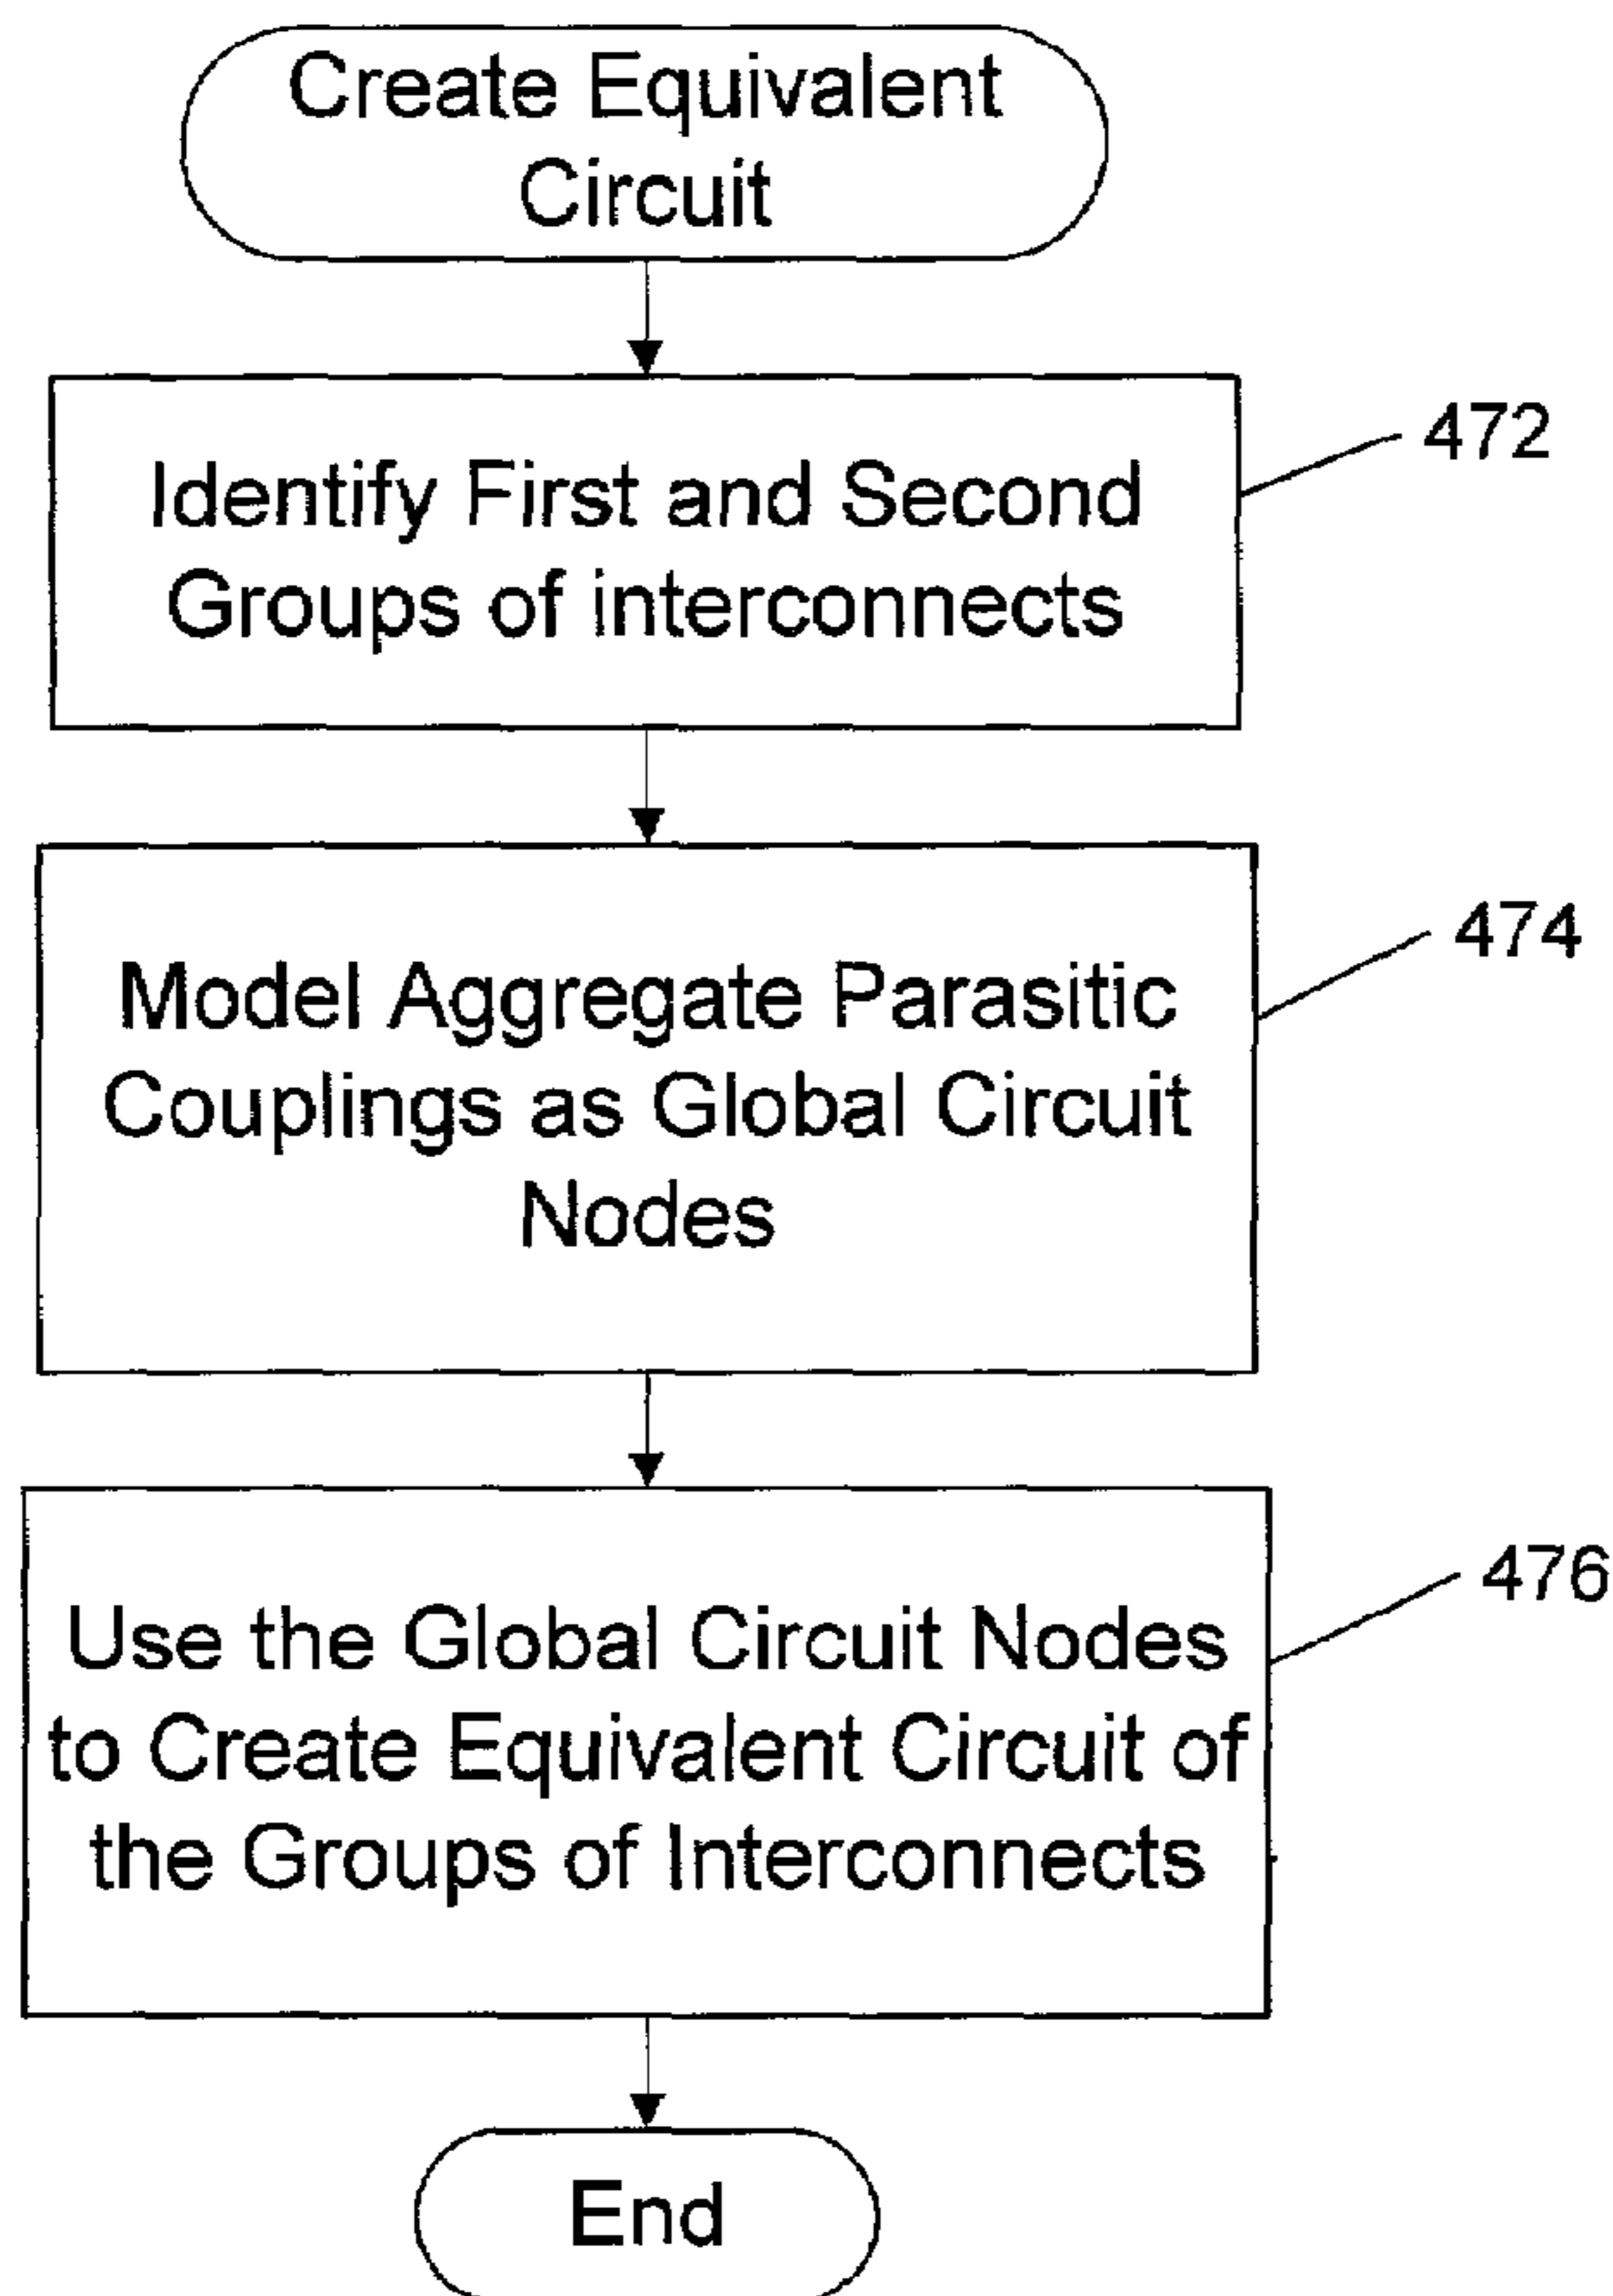 Create Equivalent
Circuit
472
Identify First and Second
Groups of interconnects
474
Model Aggregate Parasitic
Couplings as Global Circuit
Nodes
476
Use the Global Circuit Nodes
to Create Equivalent Circuit of
the Groups of Interconnects
End